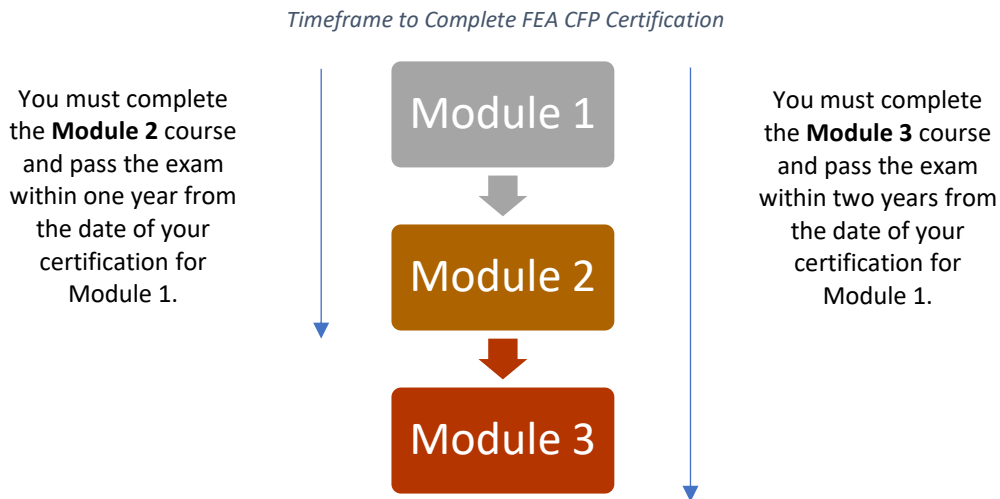 Timeframe to Complete FEA CFP Certification
You must complete
the Module 2 course
and pass the exam
within one year from
the date of your
certification for
Module 1.
Module 1
Module 2
Module 3
You must complete
the Module 3 course
and pass the exam
within two years from
the date of your
certification for
Module 1.